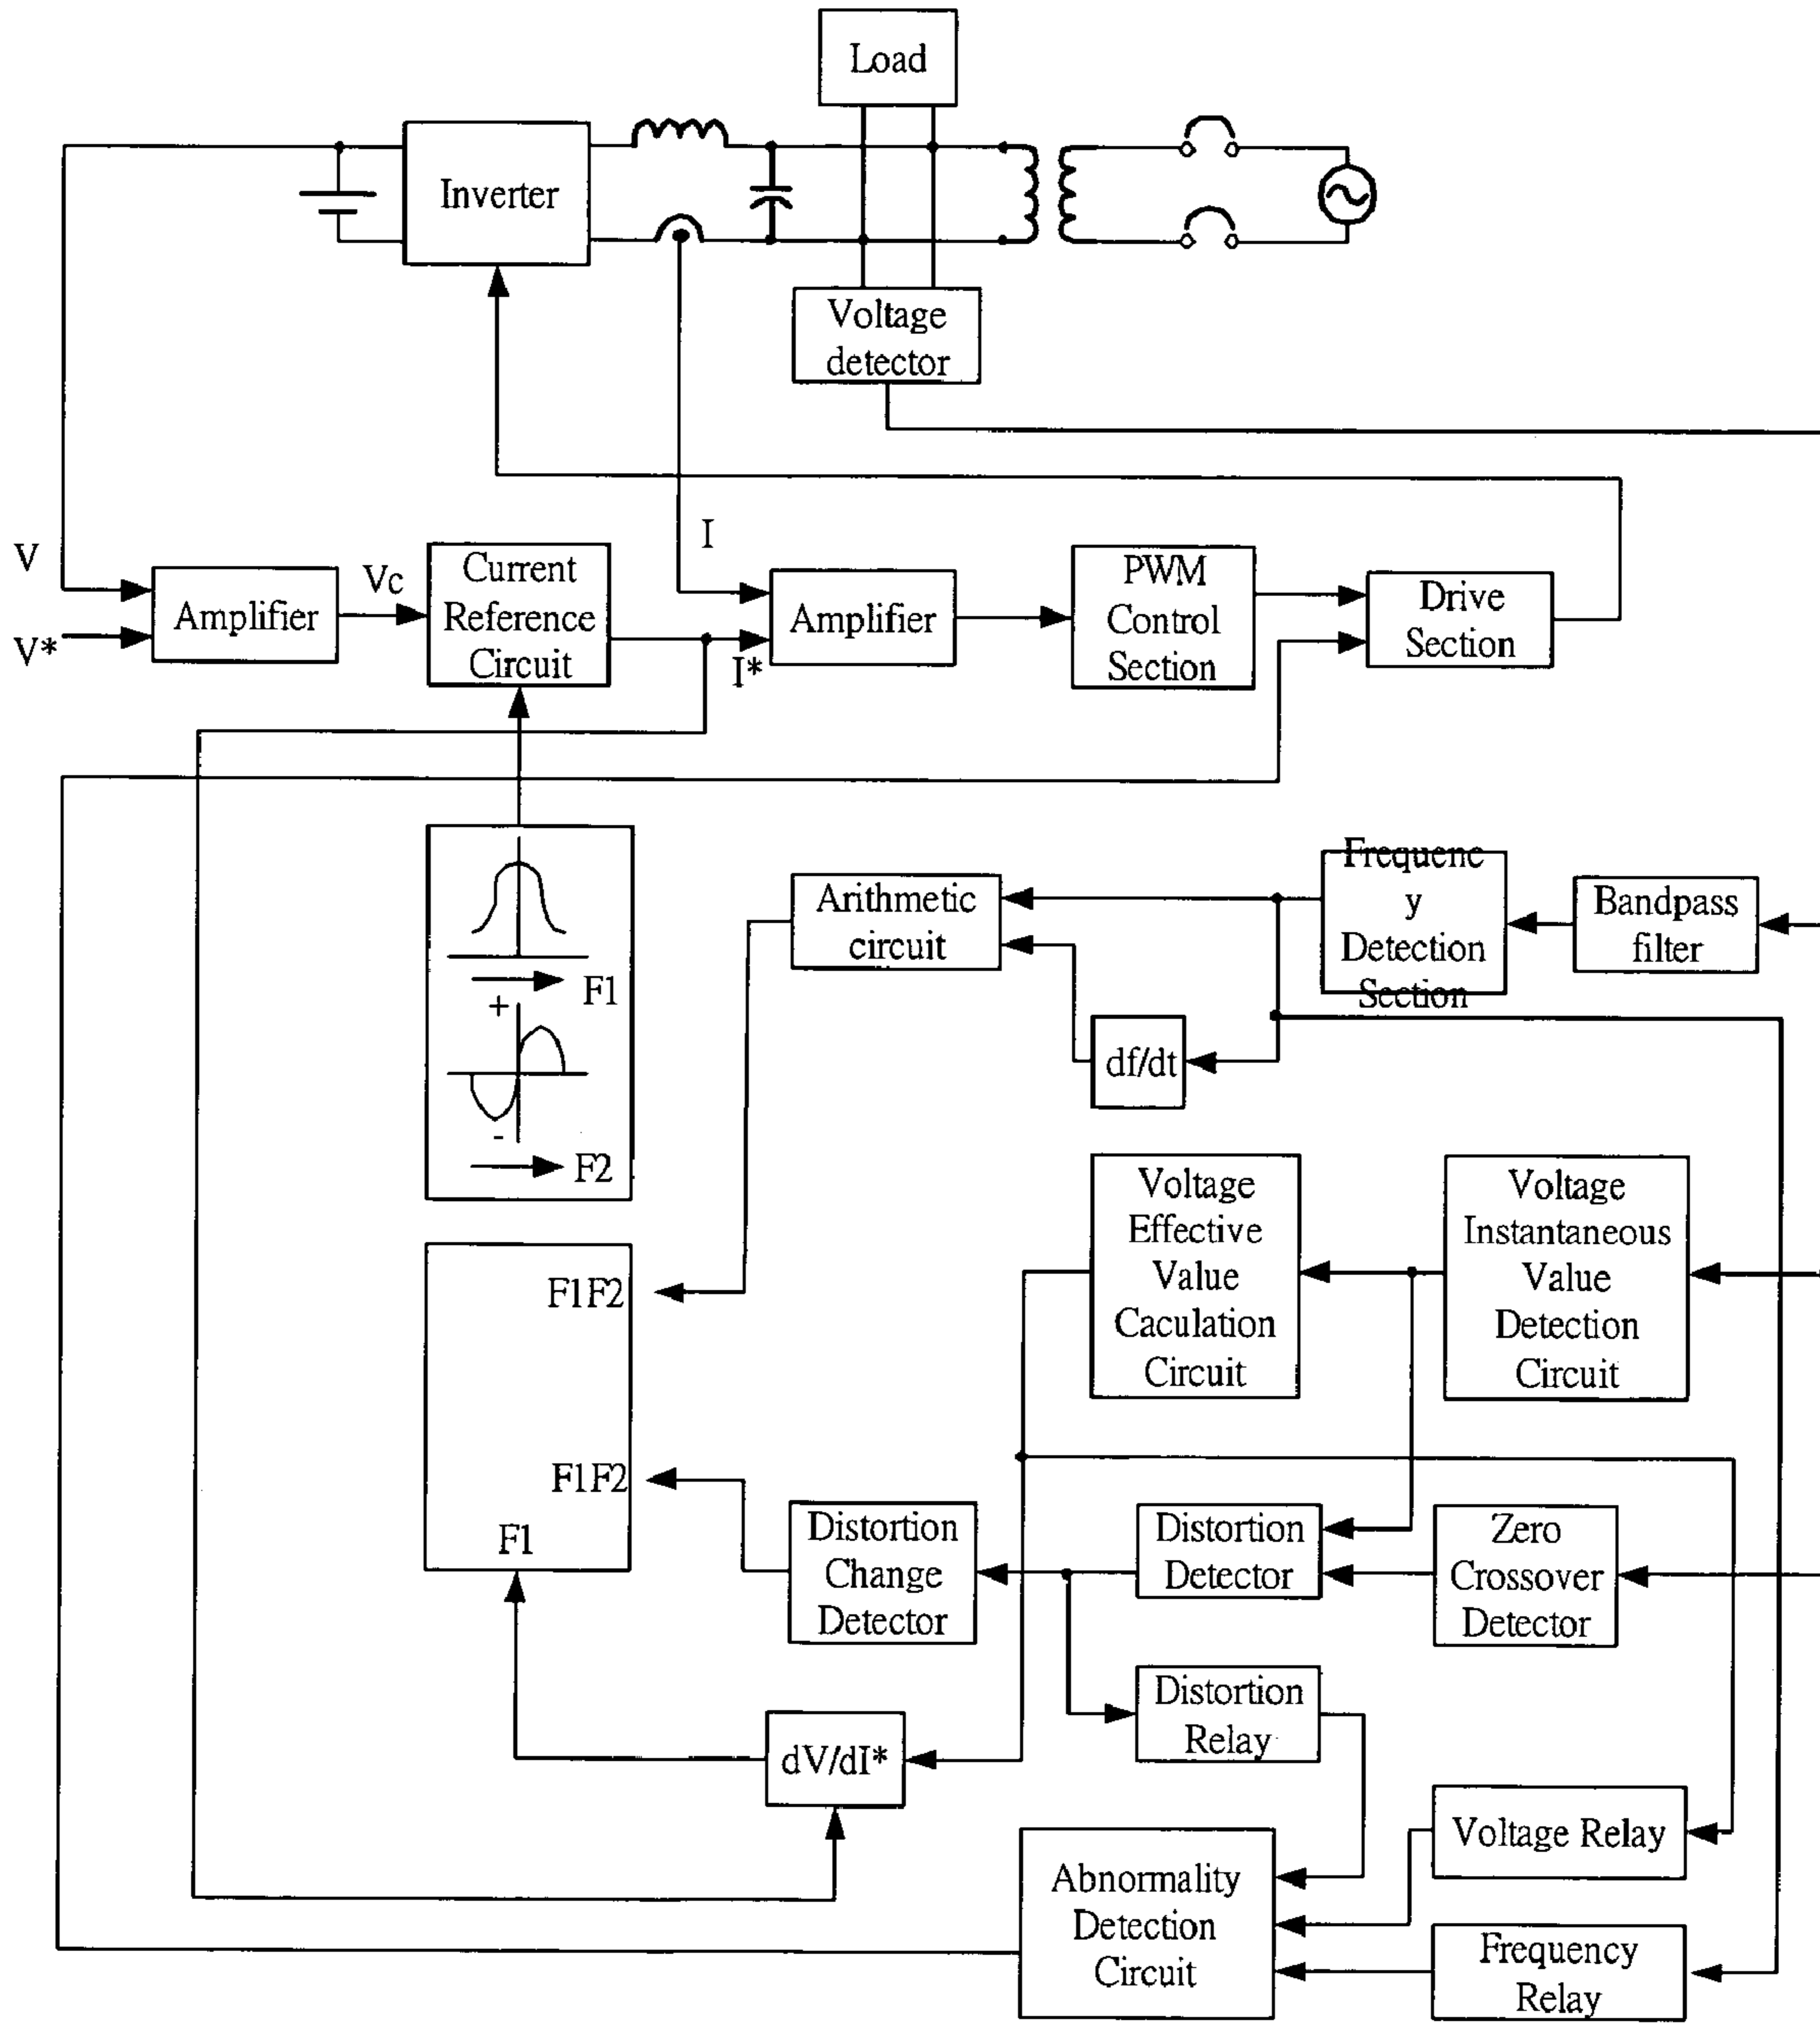 Load
Inverter
Voltage
detector
I
V
V*
Amplifier
Vc
Current
Reference
Circuit
I*
Amplifier
PWM
Control
Section
Drive
Section
F1
+
-
F2
Arithmetic
circuit
Frequenc
y
Detection
Section
Bandpass
filter
df/dt
Voltage
Effective
Value
Caculation
Circuit
Voltage
Instantaneous
Value
Detection
Circuit
F1F2
F1F2
F1
Distortion
Change
Detector
Distortion
Detector
Zero
Crossover
Detector
Distortion
Relay
dV/dI*
Voltage Relay
Abnormality
Detection
Circuit
Frequency
Relay